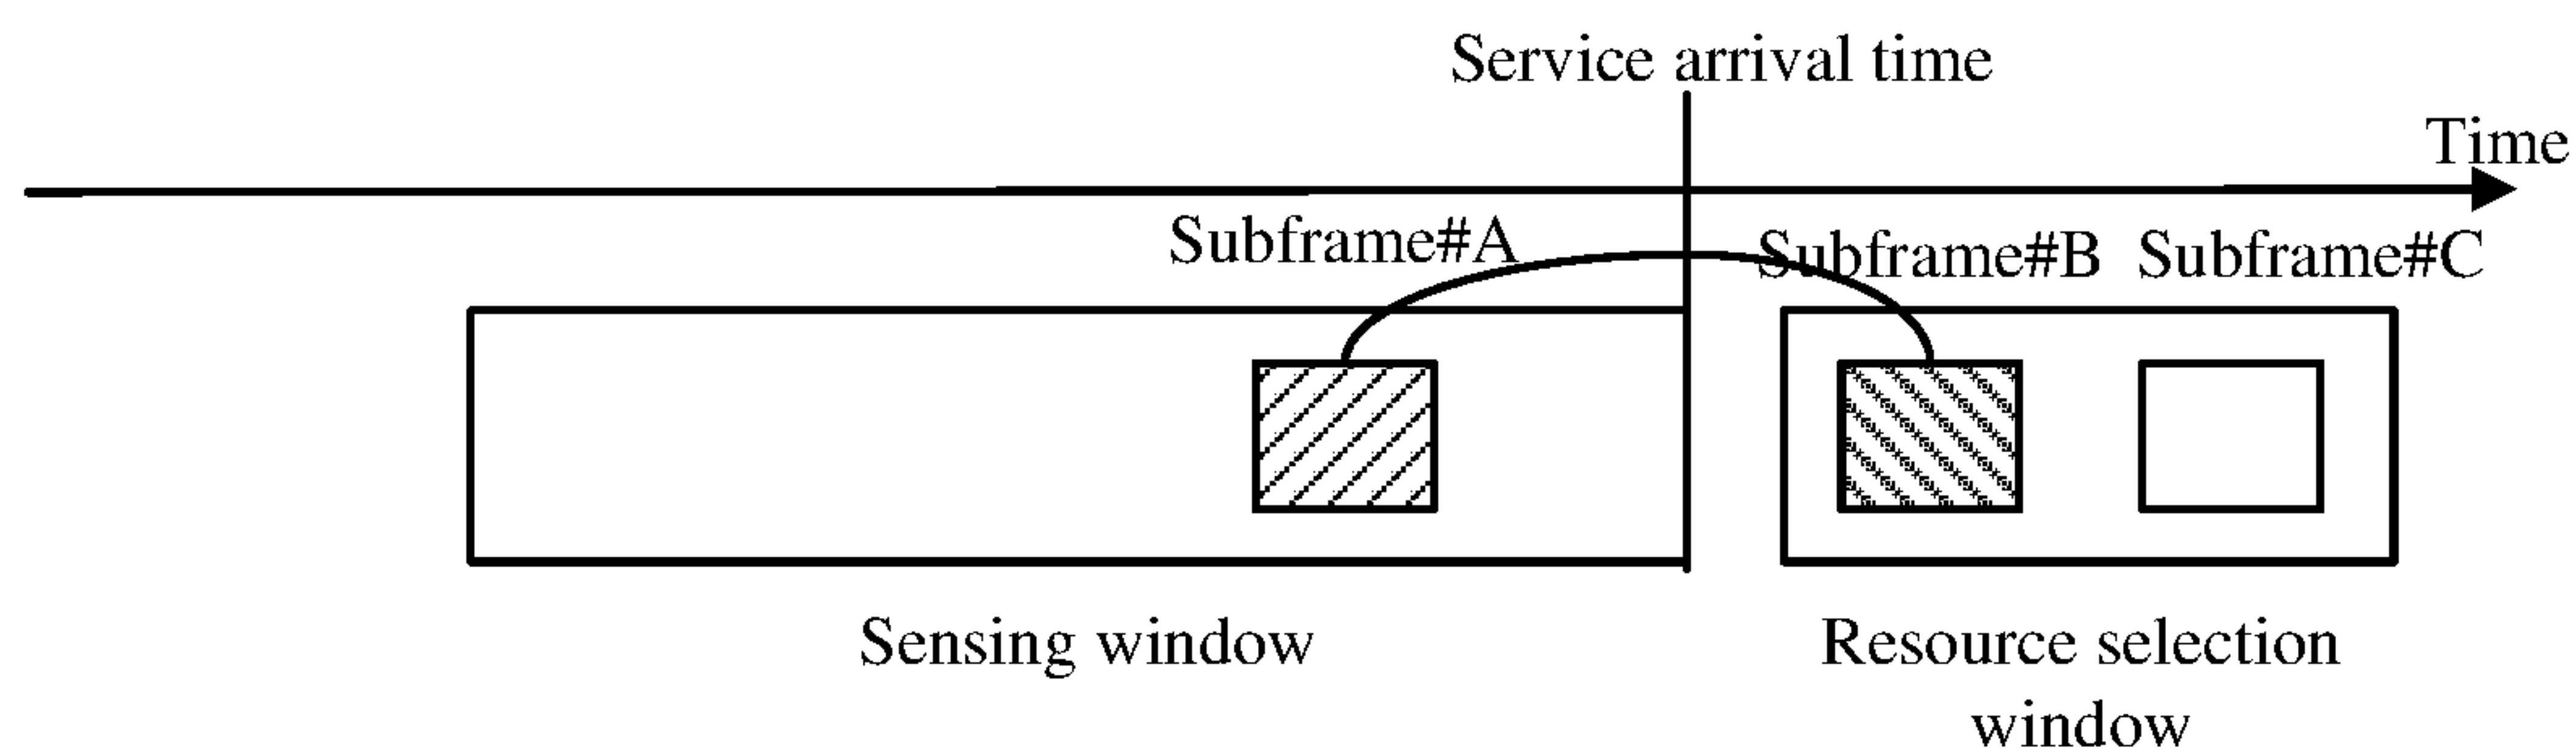 Service arrival time
Time
Subframe#A
Subframe#B
Subframe#C
Sensing window
Resource selection
window